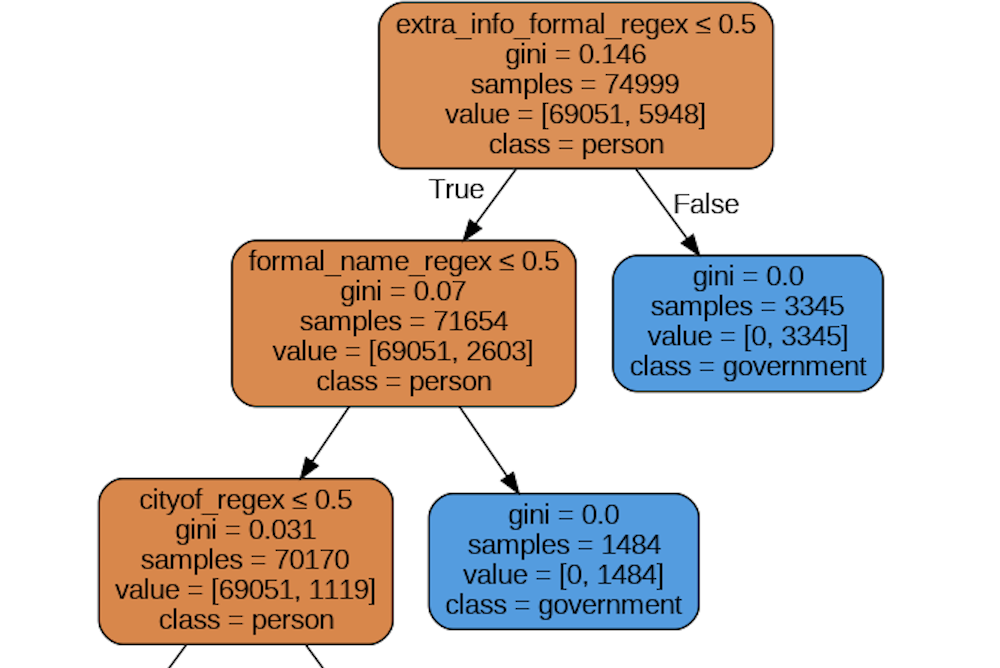 extra_info_formal_regex ≤ 0.5
gini = 0.146
samples = 74999
value = [69051, 5948]
class = person
True
False
formal_name_regex ≤ 0.5
gini = 0.07
samples = 71654
value = [69051, 2603]
class = person
gini = 0.0
samples = 3345
value = [0, 3345]
class = government
cityof_regex ≤ 0.5
gini = 0.031
samples = 70170
value = [69051, 1119]
class = person
gini = 0.0
samples = 1484
value = [0, 1484]
class = government